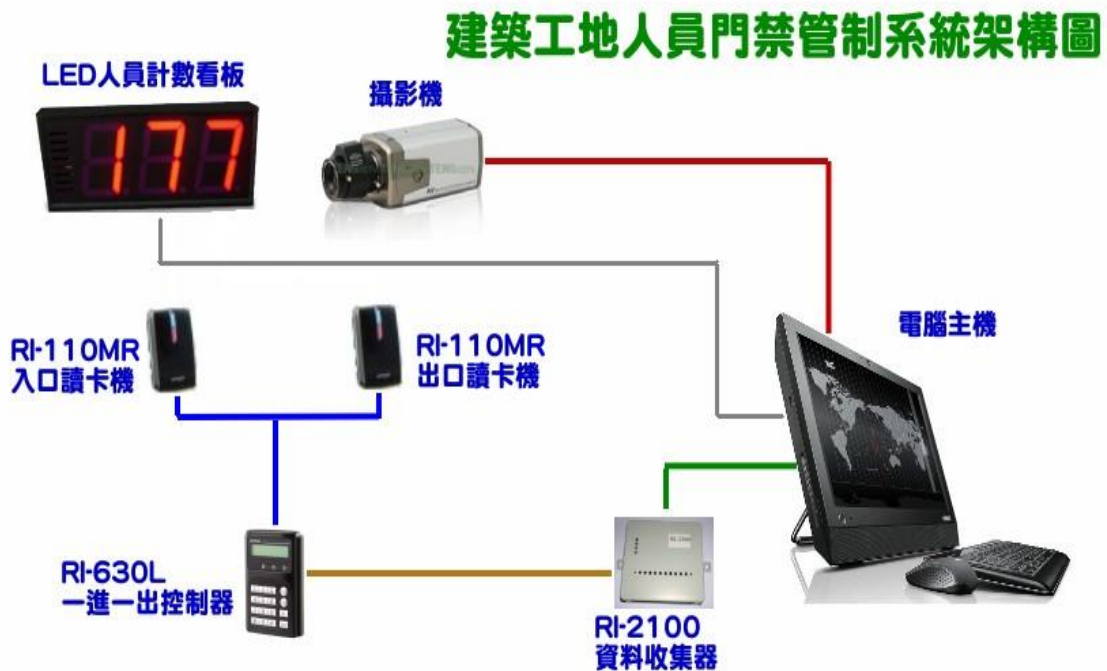 建築工地人員門禁管制系統架構圖
LED人員計數看板
177
攝影機
RI-110MR
入口讀卡機
RI-110MR
出口讀卡機
電腦主機
RI-630L
一進一出控制器
RI-2100
資料收集器